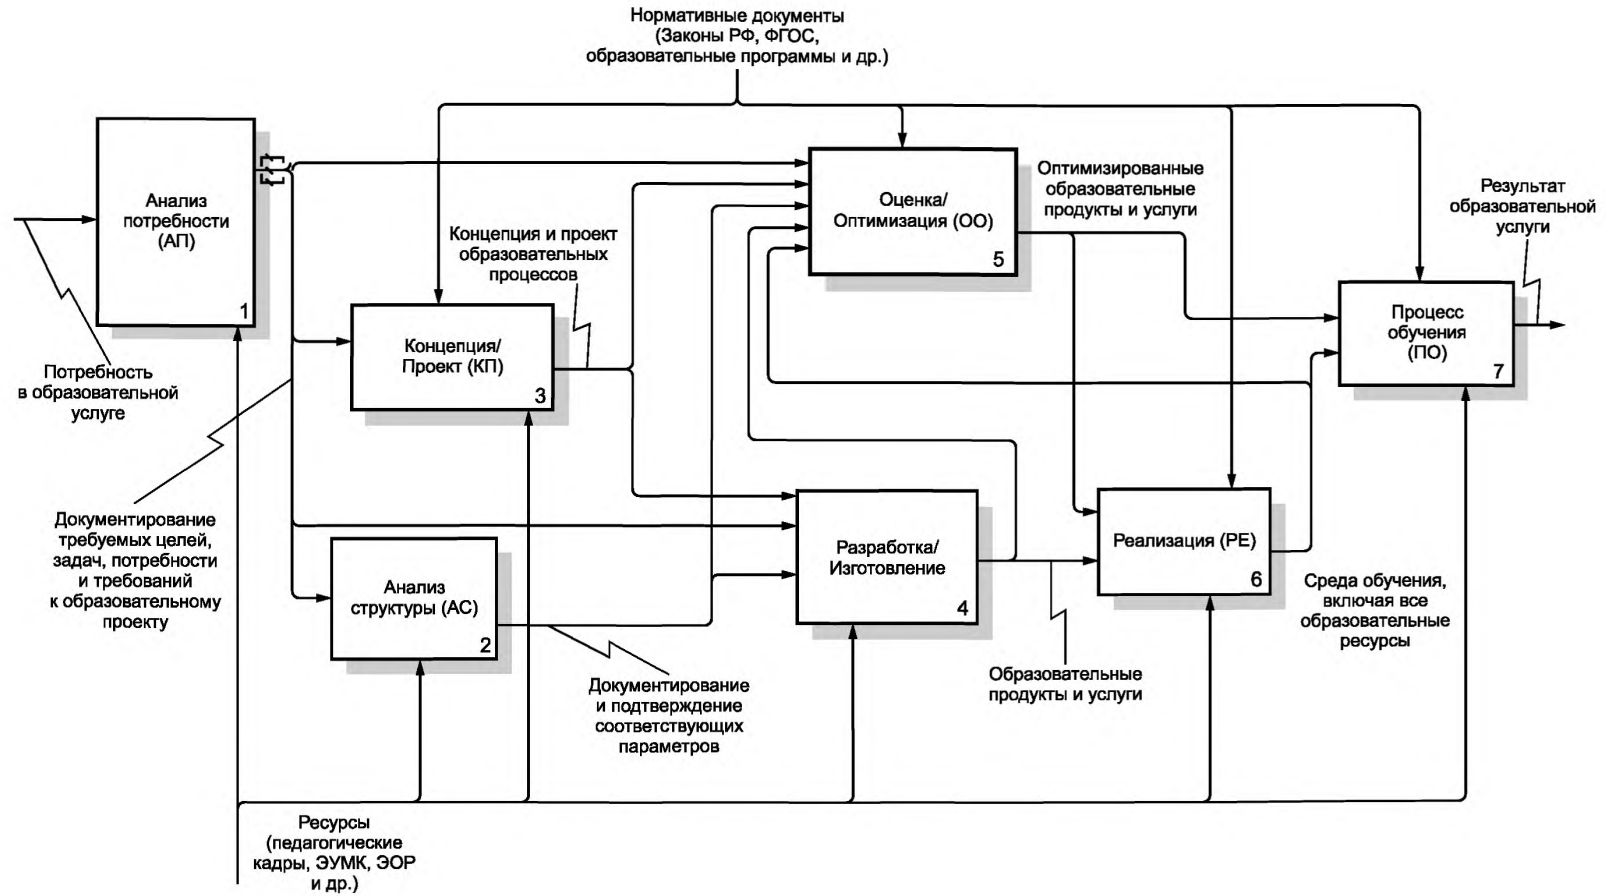 Нормативные документы
(Законы РФ, ФГОС,
образовательные программы и др.)
Анализ
потребности
(АП)
1
Оценка/
Оптимизация (ОО)
5
Оптимизированные
образовательные
продукты и услуги
Результат
образовательной
услуги
Концепция и проект
образовательных
процессов
Концепция/
Проект (КП)
3
Процесс
обучения
(ПО)
7
Потребность
в образовательной
услуге
Документирование
требуемых целей,
задач, потребности
и требований
к образовательному
проекту
Анализ
структуры (АС)
2
Разработка/
Изготовление
4
Реализация (РЕ)
6
Среда обучения,
включая все
образовательные
ресурсы
Документирование
и подтверждение
соответствующих
параметров
Образовательные
продукты и услуги
Ресурсы
(педагогические
кадры, ЭУМК, ЭОР
и др.)